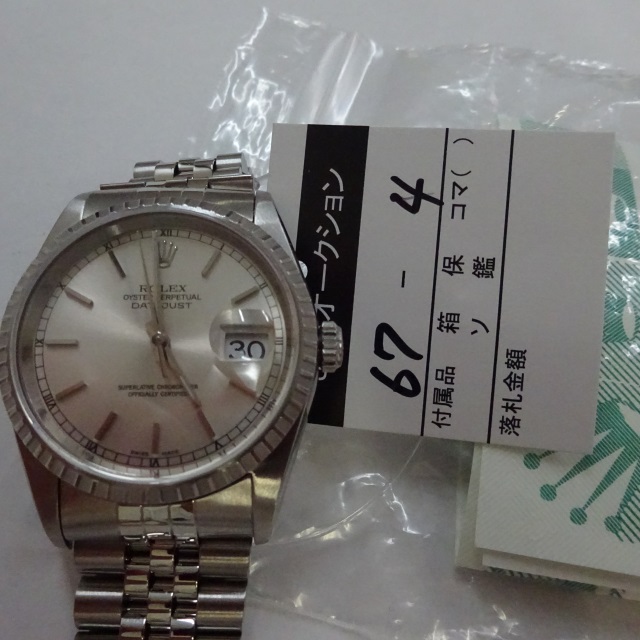 ROLEX
OYSTER PERPETUAL
DATEJUST
30
SUPERLATIVE CHRONOMETER
OFFICIALLY CERTIFIED
オークション
67-4
付属品 箱 保 コマ( )
ソ 鑑
落札金額